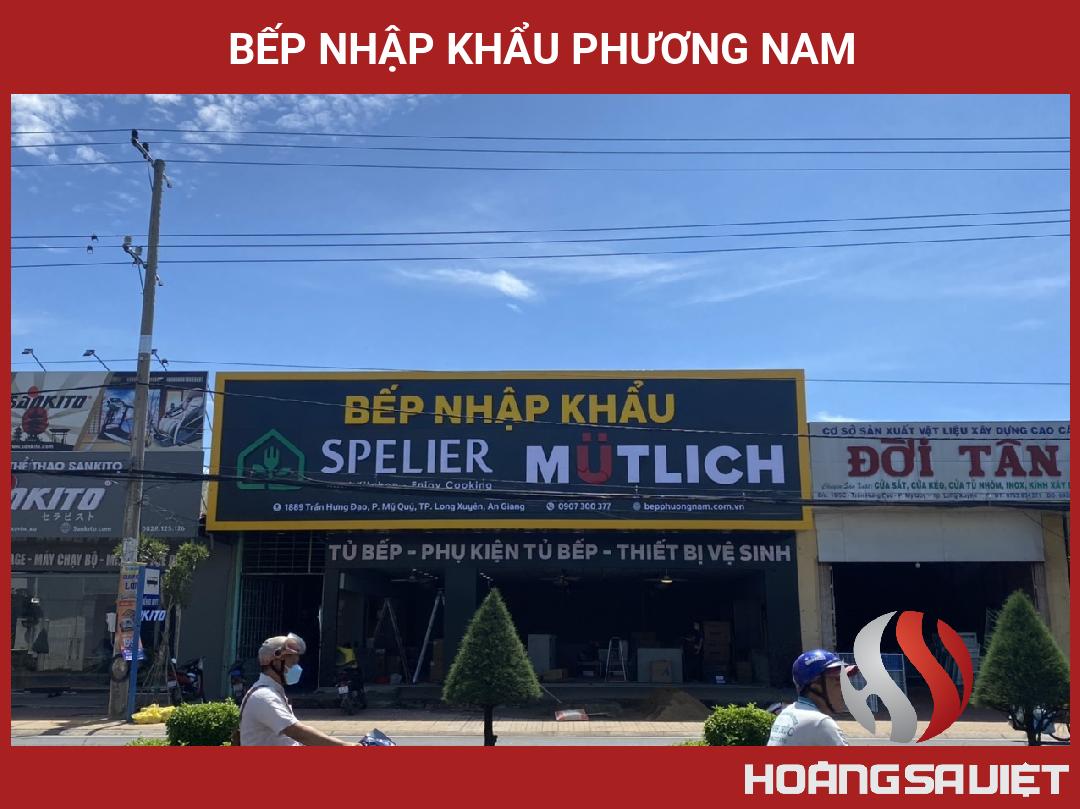 BẾP NHẬP KHẨU PHƯƠNG NAM
BẾP NHẬP KHẨU
SPELIER
Enjoy Cooking
MÜTLICH
1889 Trần Hưng Đạo, P. Mỹ Quý, TP. Long Xuyên, An Giang
0907 300 377
bepphuongnam.com.vn
TỦ BẾP - PHỤ KIỆN TỦ BẾP - THIẾT BỊ VỆ SINH
SANKITO
THỂ THAO SANKITO
NKITO
AGE - MÁY CHẠY BỘ -
CƠ SỞ SẢN XUẤT VẬT LIỆU XÂY DỰNG CAO
ĐỜI TÂN
CỬA SẮT, CỬA KÉO, CỬA TỦ NHÔM, INOX, KÍNH XÂY
HOÀNGSAVIỆT